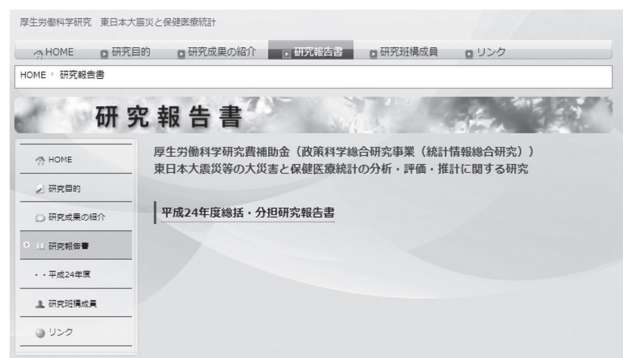 厚生労働科学研究　東日本大震災と保健医療統計
HOME 研究目的 研究成果の紹介 研究報告書 研究班構成員 リンク
HOME › 研究報告書
研究報告書
HOME
研究目的
研究成果の紹介
研究報告書
・・平成24年度
研究班構成員
リンク
厚生労働科学研究費補助金（政策科学総合研究事業（統計情報総合研究））
東日本大震災等の大災害と保健医療統計の分析・評価・推計に関する研究
平成24年度総括・分担研究報告書